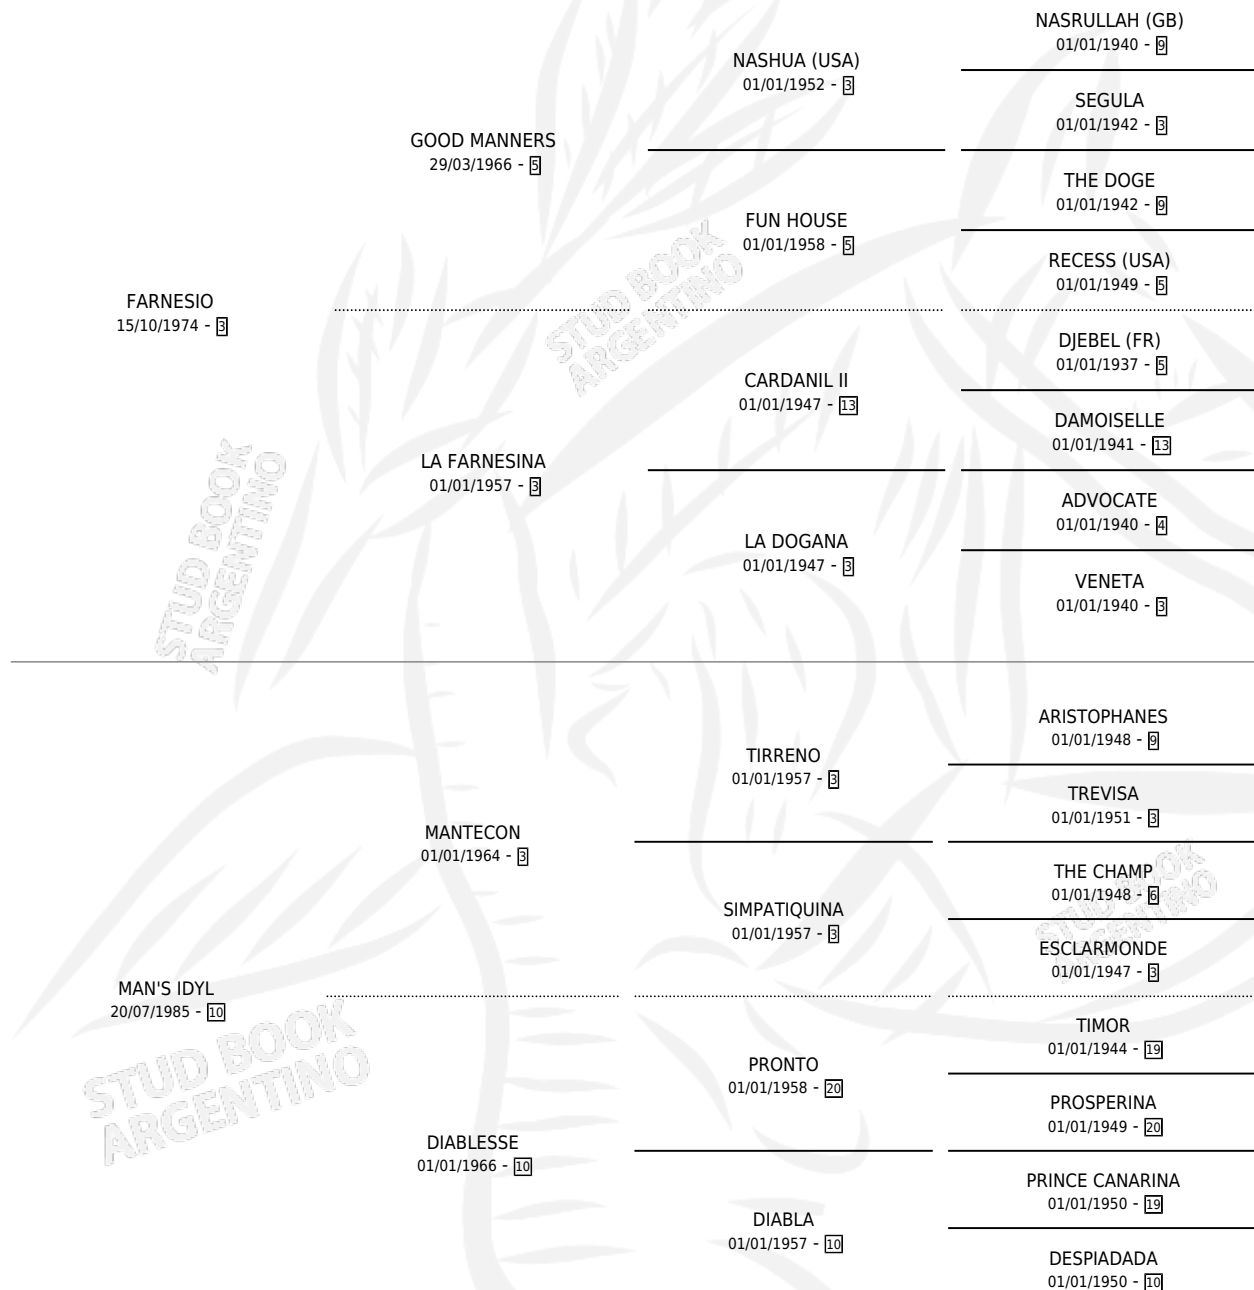 NASRULLAH (GB)
01/01/1940 - 9
NASHUA (USA)
01/01/1952 - 3
SEGULA
01/01/1942 - 3
GOOD MANNERS
29/03/1966 - 5
THE DOGE
01/01/1942 - 9
FUN HOUSE
01/01/1958 - 5
RECESS (USA)
01/01/1949 - 5
FARNESIO
15/10/1974 - 3
DJEBEL (FR)
01/01/1937 - 5
CARDANIL II
01/01/1947 - 13
DAMOISELLE
01/01/1941 - 13
LA FARNESINA
01/01/1957 - 3
ADVOCATE
01/01/1940 - 4
LA DOGANA
01/01/1947 - 3
VENETA
01/01/1940 - 3
STUD BOOK
ARGENTINO
STUD BOOK
ARGENTINO
ARISTOPHANES
01/01/1948 - 9
TIRRENO
01/01/1957 - 3
TREVISA
01/01/1951 - 3
MANTECON
01/01/1964 - 3
THE CHAMP
01/01/1948 - 6
SIMPATIQUINA
01/01/1957 - 3
ESCLARMONDE
01/01/1947 - 3
MAN'S IDYL
20/07/1985 - 10
TIMOR
01/01/1944 - 19
PRONTO
01/01/1958 - 20
PROSPERINA
01/01/1949 - 20
DIABLESSE
01/01/1966 - 10
PRINCE CANARINA
01/01/1950 - 19
DIABLA
01/01/1957 - 10
DESPIADADA
01/01/1950 - 10
STUD BOOK
ARGENTINO
STUD BOOK
ARGENTINO